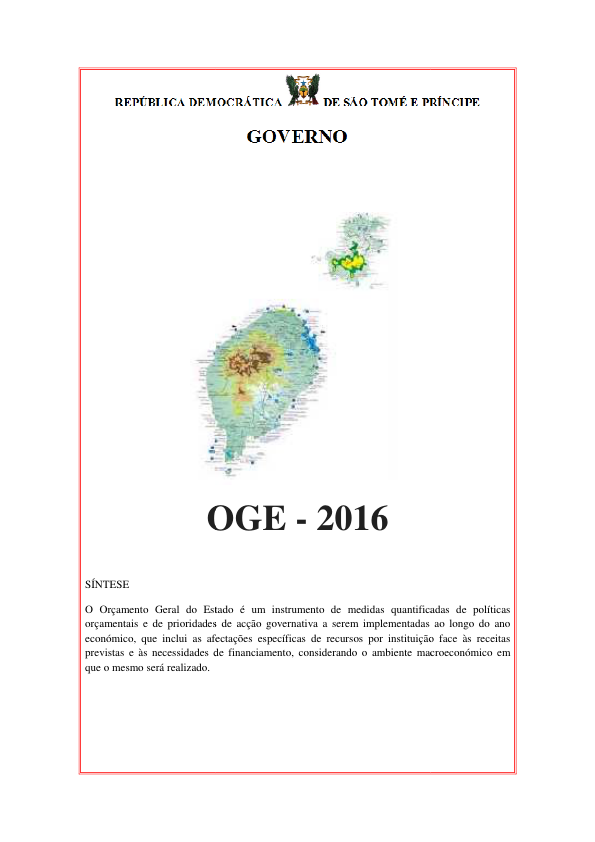 REPÚBLICA DEMOCRÁTICA DE SÃO TOMÉ E PRÍNCIPE
GOVERNO
OGE - 2016
SÍNTESE
O Orçamento Geral do Estado é um instrumento de medidas quantificadas de políticas
orçamentais e de prioridades de acção governativa a serem implementadas ao longo do ano
económico, que inclui as afectações específicas de recursos por instituição face às receitas
previstas e às necessidades de financiamento, considerando o ambiente macroeconómico em
que o mesmo será realizado.